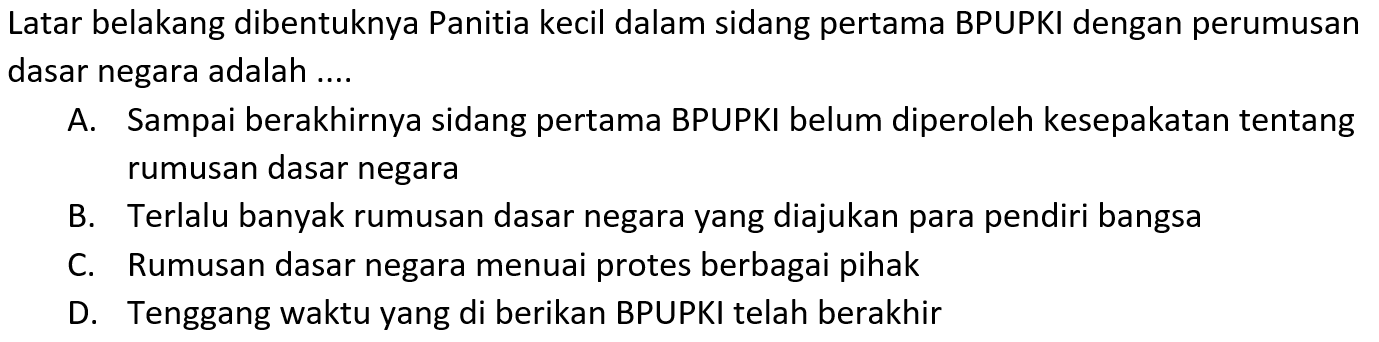 Latar belakang dibentuknya Panitia kecil dalam sidang pertama BPUPKI dengan perumusan
dasar negara adalah ....
A. Sampai berakhirnya sidang pertama BPUPKI belum diperoleh kesepakatan tentang
rumusan dasar negara
B. Terlalu banyak rumusan dasar negara yang diajukan para pendiri bangsa
C. Rumusan dasar negara menuai protes berbagai pihak
D. Tenggang waktu yang di berikan BPUPKI telah berakhir